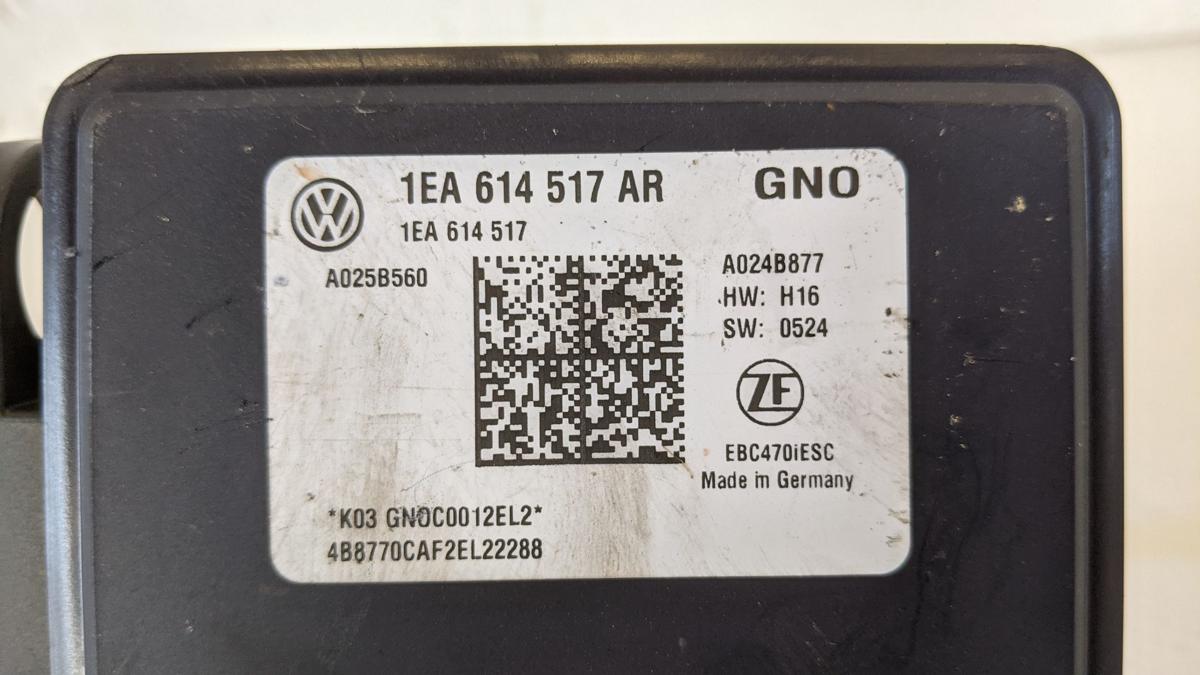 1EA 614 517 AR GNO
1EA 614 517
A025B560
A024B877
HW: H16
SW: 0524
ZF
EBC470iESC
Made in Germany
*K03 GNOC0012EL2*
4B8770CAF2EL22288